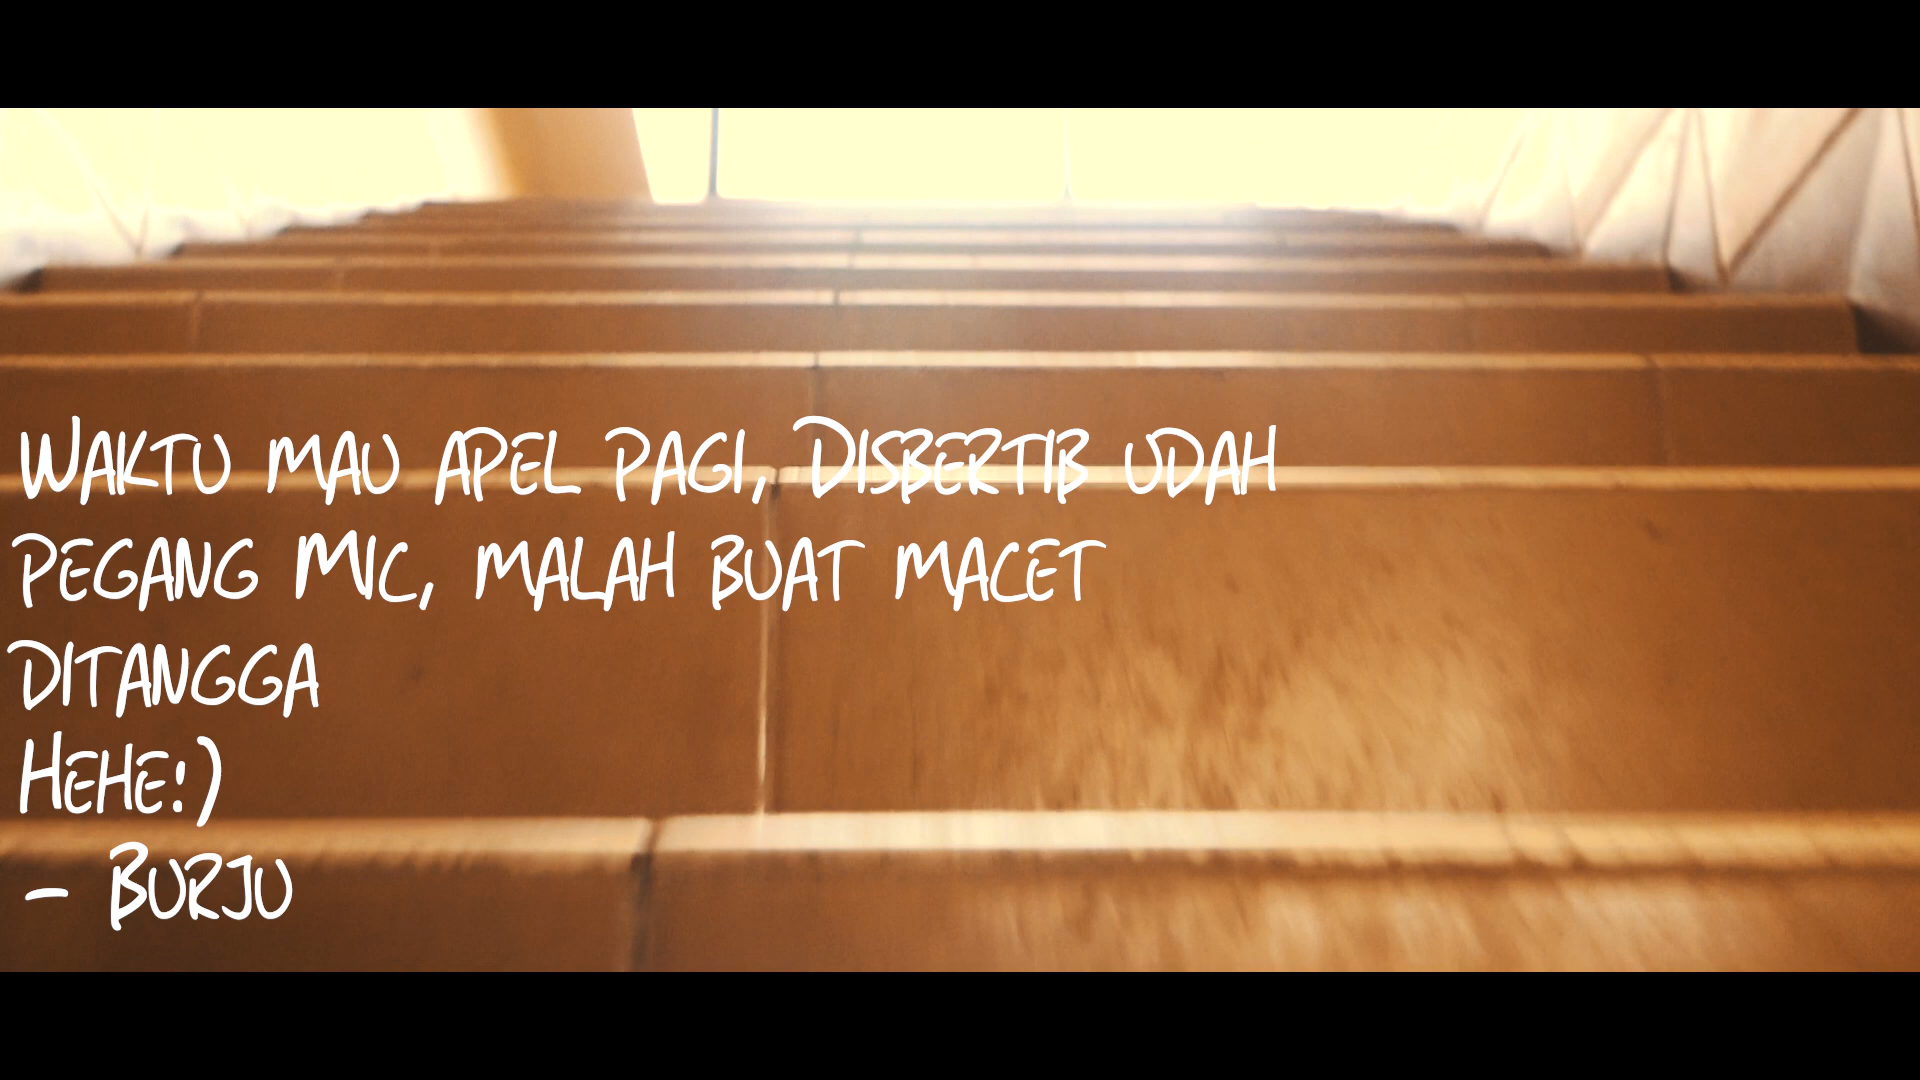 Waktu mau apel pagi, Disbertib udah
pegang Mic, malah buat macet
ditangga
Hehe!)
- Burju